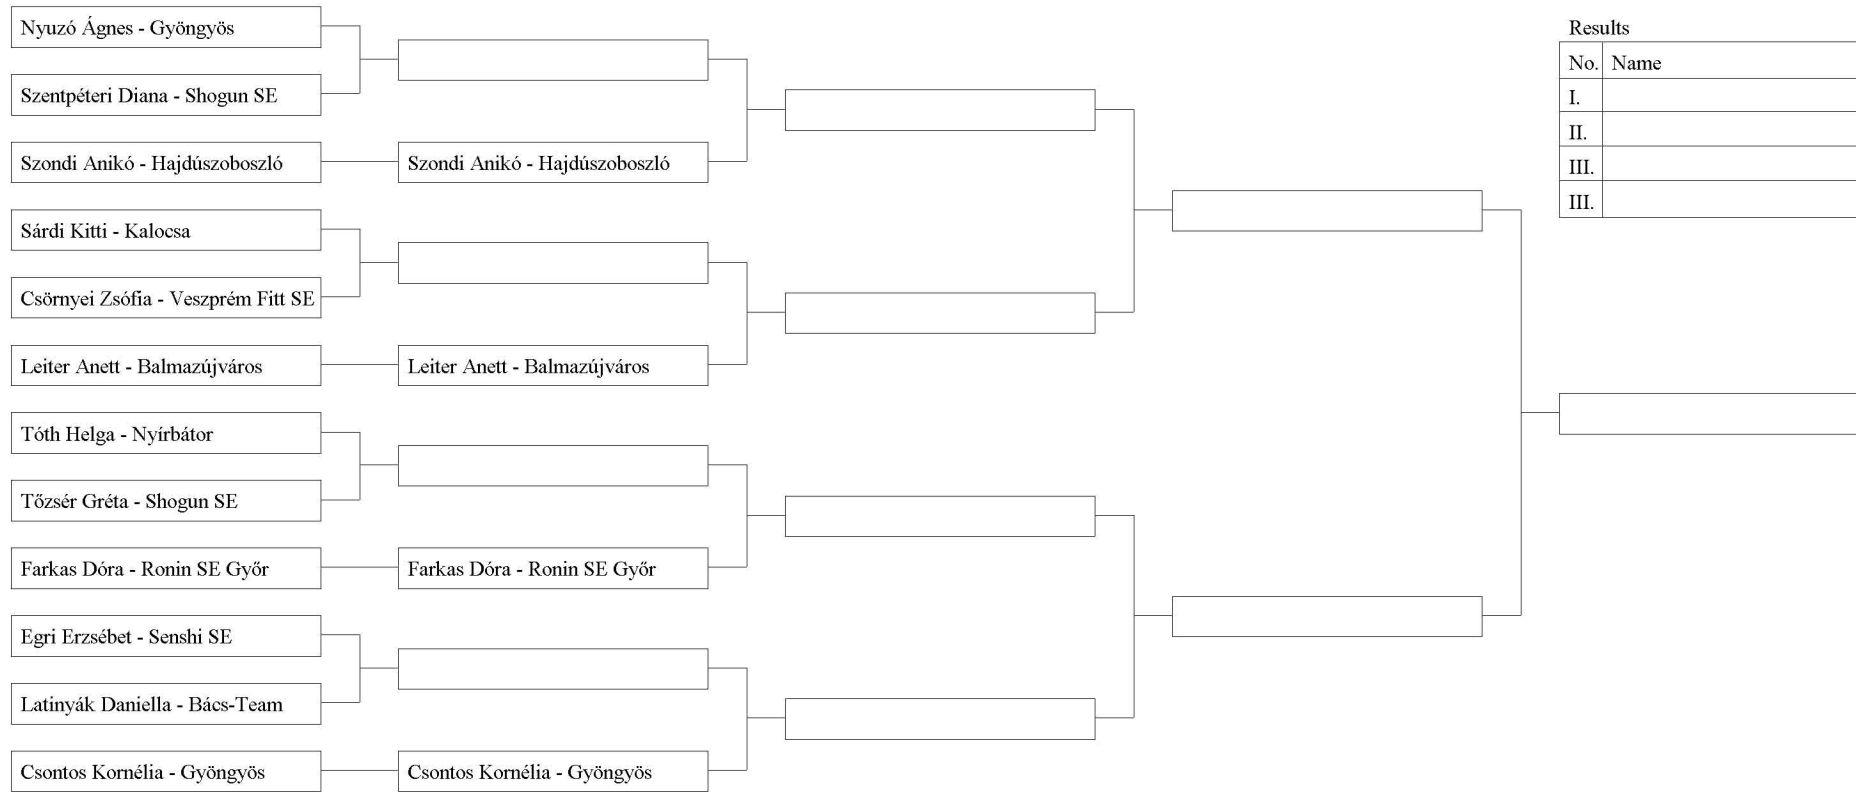 Nyuzó Ágnes - Gyöngyös
Szentpéteri Diana - Shogun SE
Szondi Anikó - Hajdúszoboszló
Sárdi Kitti - Kalocsa
Csörnyei Zsófia - Veszprém Fitt SE
Leiter Anett - Balmazújváros
Tóth Helga - Nyírbátor
Tőzsér Gréta - Shogun SE
Farkas Dóra - Ronin SE Győr
Egri Erzsébet - Senshi SE
Latinyák Daniella - Bács-Team
Csontos Kornélia - Gyöngyös
Szondi Anikó - Hajdúszoboszló
Leiter Anett - Balmazújváros
Farkas Dóra - Ronin SE Győr
Csontos Kornélia - Gyöngyös
Results
No. Name
I.
II.
III.
III.